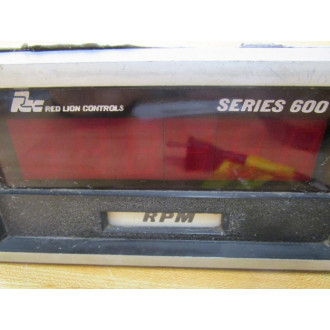 RLC RED LION CONTROLS SERIES 600
RPM